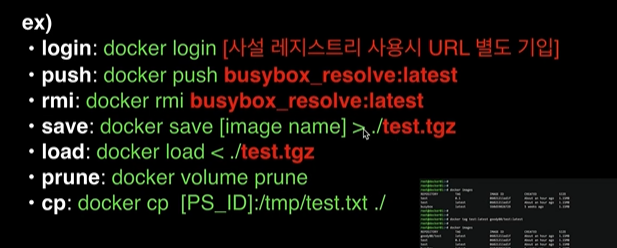 ex)
• login: docker login [사설 레지스트리 사용시 URL 별도 기입]
• push: docker push busybox_resolve:latest
• rmi: docker rmi busybox_resolve:latest
• save: docker save [image name] > ./test.tgz
• load: docker load < ./test.tgz
• prune: docker volume prune
• cp: docker cp [PS_ID]:/tmp/test.txt ./